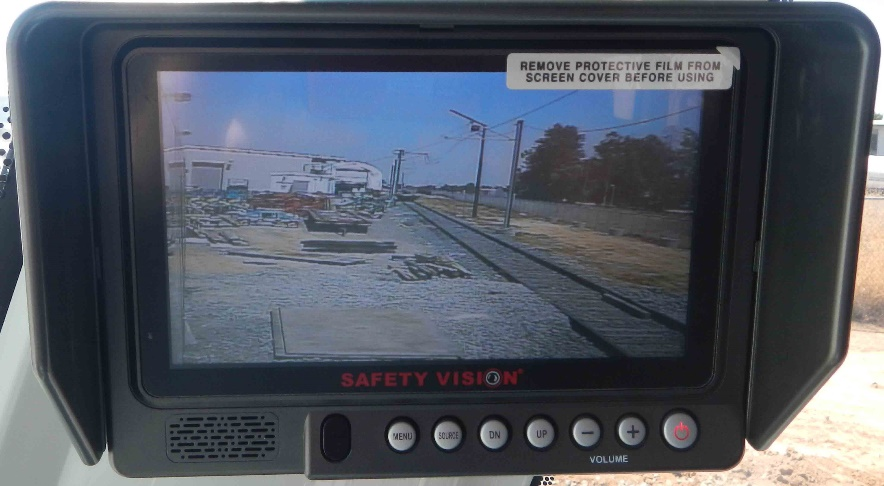 REMOVE PROTECTIVE FILM FROM
SCREEN COVER BEFORE USING
SAFETY VISION
MENU
SOURCE
DN
UP
VOLUME